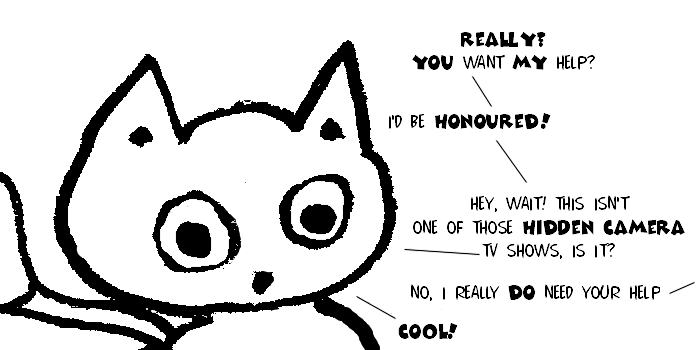 REALLY?
YOU WANT MY HELP?
I'D BE HONOURED!
HEY, WAIT! THIS ISN'T
ONE OF THOSE HIDDEN CAMERA
TV SHOWS, IS IT?
NO, I REALLY DO NEED YOUR HELP
COOL!